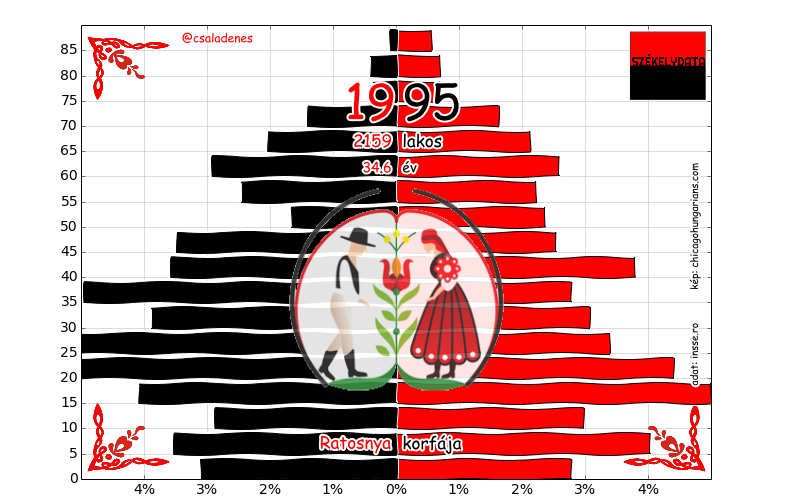 @csaladenes
SZÉKELYDATA
1995
2159 lakos
34.6 év
kép: chicagohungarians.com
adat: insse.ro
Ratosnya korfája
85
80
75
70
65
60
55
50
45
40
35
30
25
20
15
10
5
0
4% 3% 2% 1% 0% 1% 2% 3% 4%